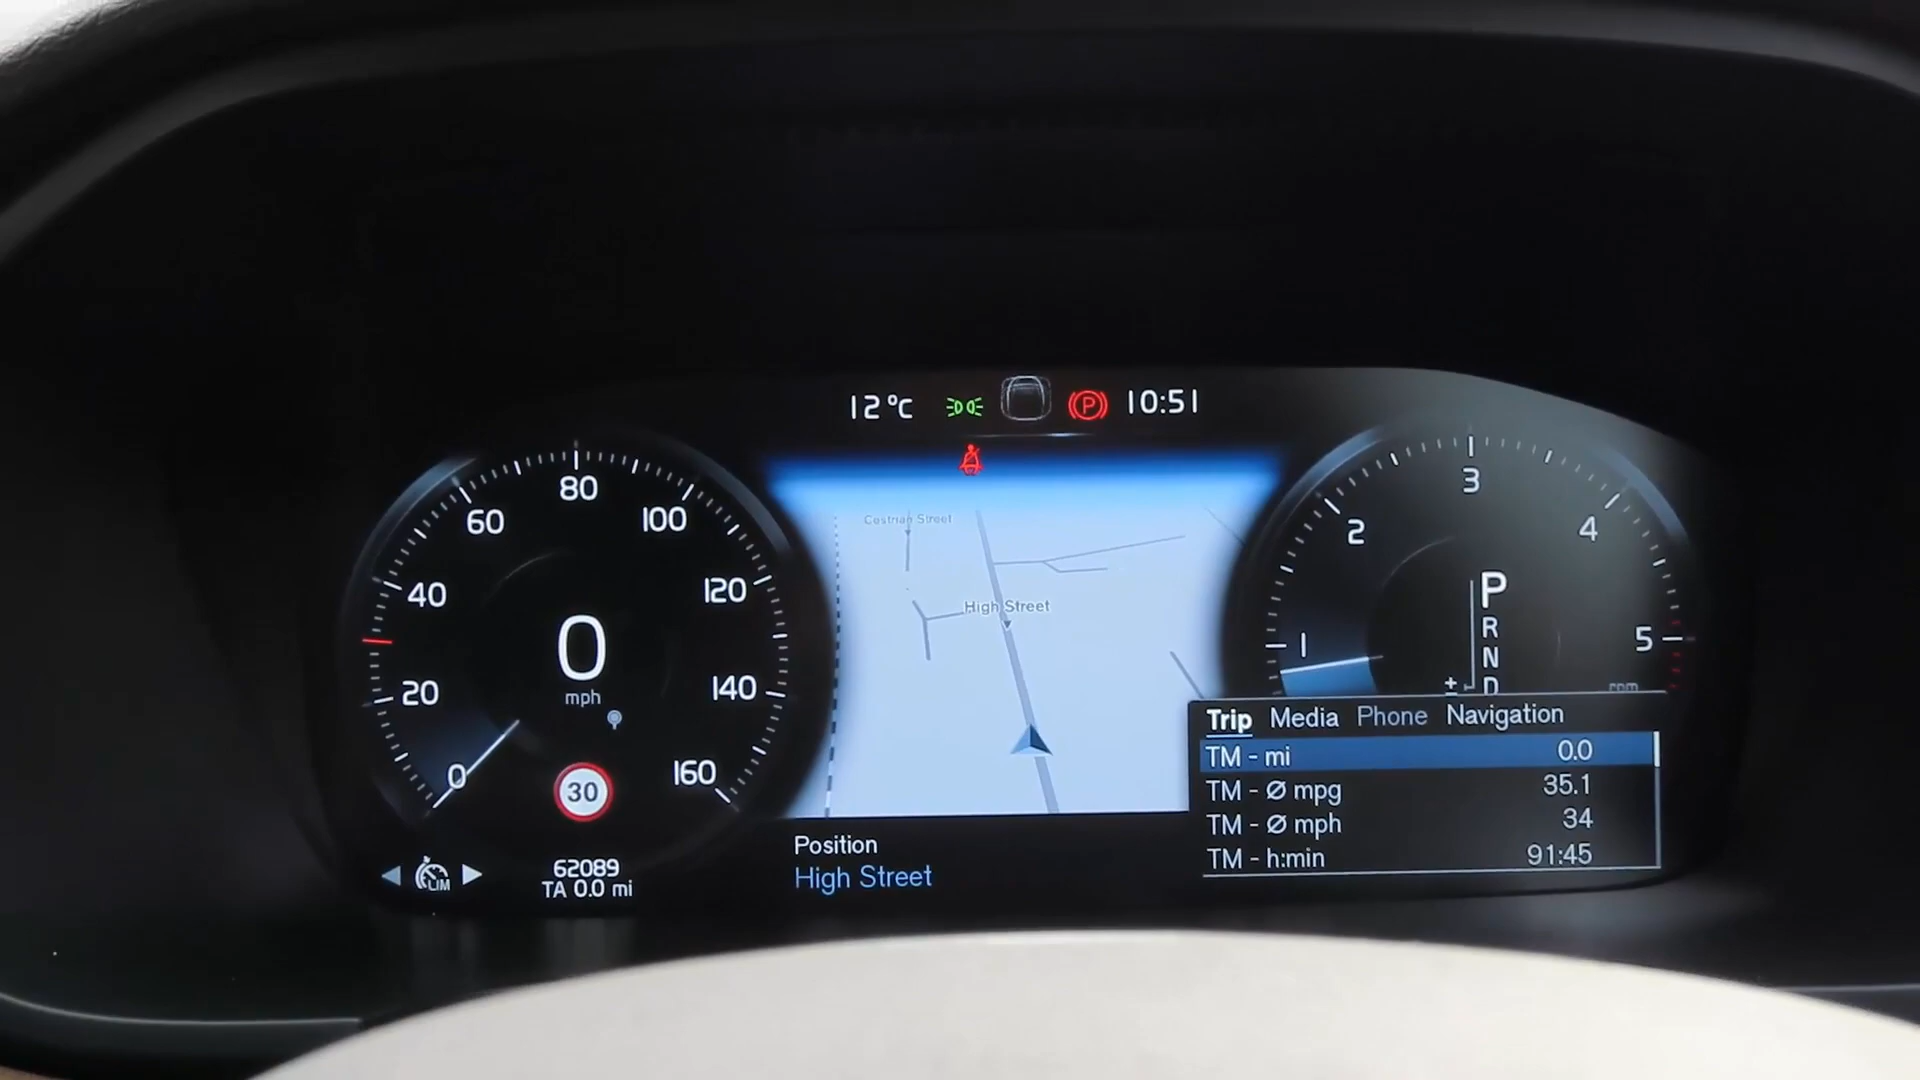 12 °C
P
10:51
0
20
40
60
80
100
120
140
160
0
mph
30
LIM
62089
TA 0.0 mi
Cestrian Street
High Street
Position
High Street
1
2
3
4
5
P
R
N
D
±
rpm
Trip Media Phone Navigation
TM - mi 0.0
TM - Ø mpg 35.1
TM - Ø mph 34
TM - h:min 91:45